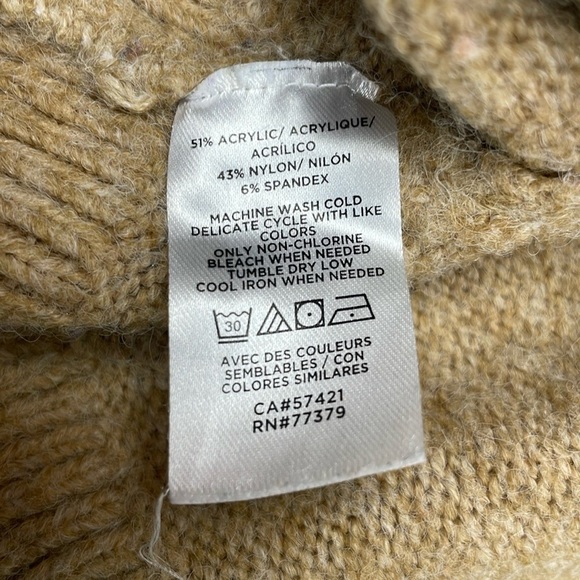 51% ACRYLIC/ ACRYLIQUE/
ACRÍLICO
43% NYLON/ NILÓN
6% SPANDEX
MACHINE WASH COLD
DELICATE CYCLE WITH LIKE
COLORS
ONLY NON-CHLORINE
BLEACH WHEN NEEDED
TUMBLE DRY LOW
COOL IRON WHEN NEEDED
30
AVEC DES COULEURS
SEMBLABLES / CON
COLORES SIMILARES
CA#57421
RN#77379